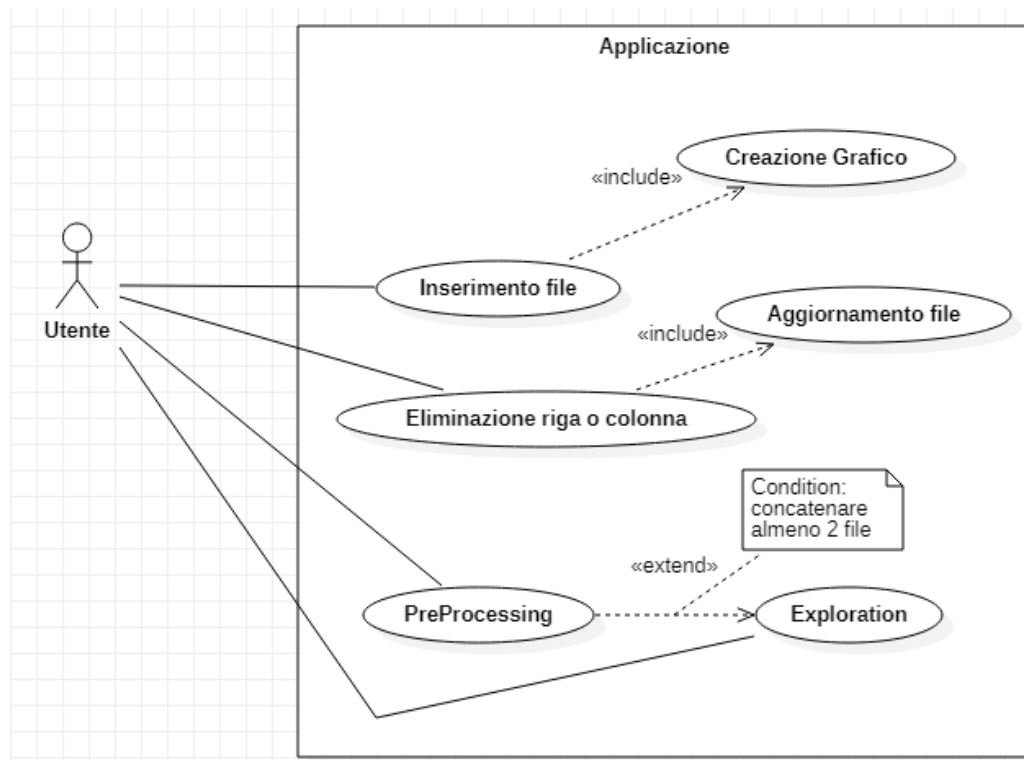 Applicazione
Creazione Grafico
«include»
Inserimento file
Utente
Aggiornamento file
«include»
Eliminazione riga o colonna
Condition:
concatenare
almeno 2 file
«extend»
PreProcessing
Exploration